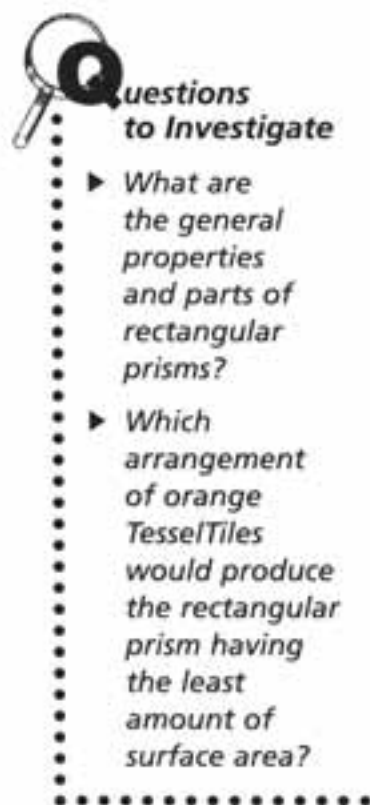 Questions
to Investigate
▶ What are
the general
properties
and parts of
rectangular
prisms?
▶ Which
arrangement
of orange
TesselTiles
would produce
the rectangular
prism having
the least
amount of
surface area?